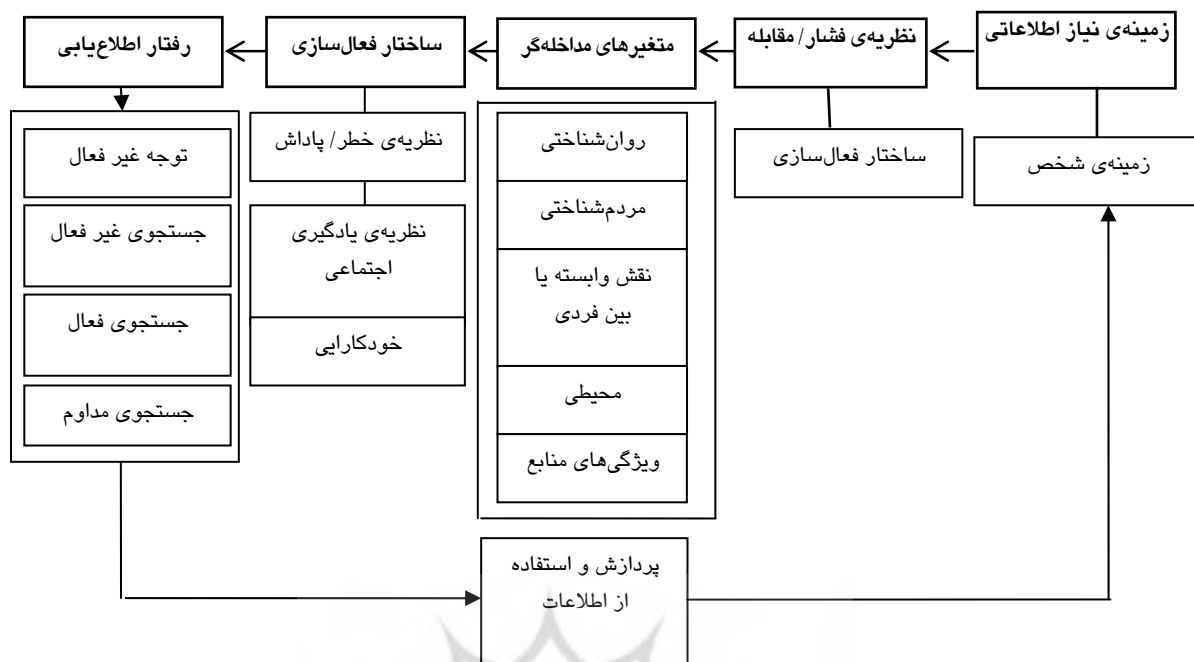 زمینه‌ی نیاز اطلاعاتی
نظریه‌ی فشار/ مقابله
متغیرهای مداخله‌گر
ساختار فعال‌سازی
رفتار اطلاع‌یابی
زمینه‌ی شخص
ساختار فعال‌سازی
روان‌شناختی
مردم‌شناختی
نقش وابسته یا
بین فردی
محیطی
ویژگی‌های منابع
نظریه‌ی خطر/ پاداش
نظریه‌ی یادگیری
اجتماعی
خودکارایی
توجه غیر فعال
جستجوی غیر فعال
جستجوی فعال
جستجوی مداوم
پردازش و استفاده
از اطلاعات